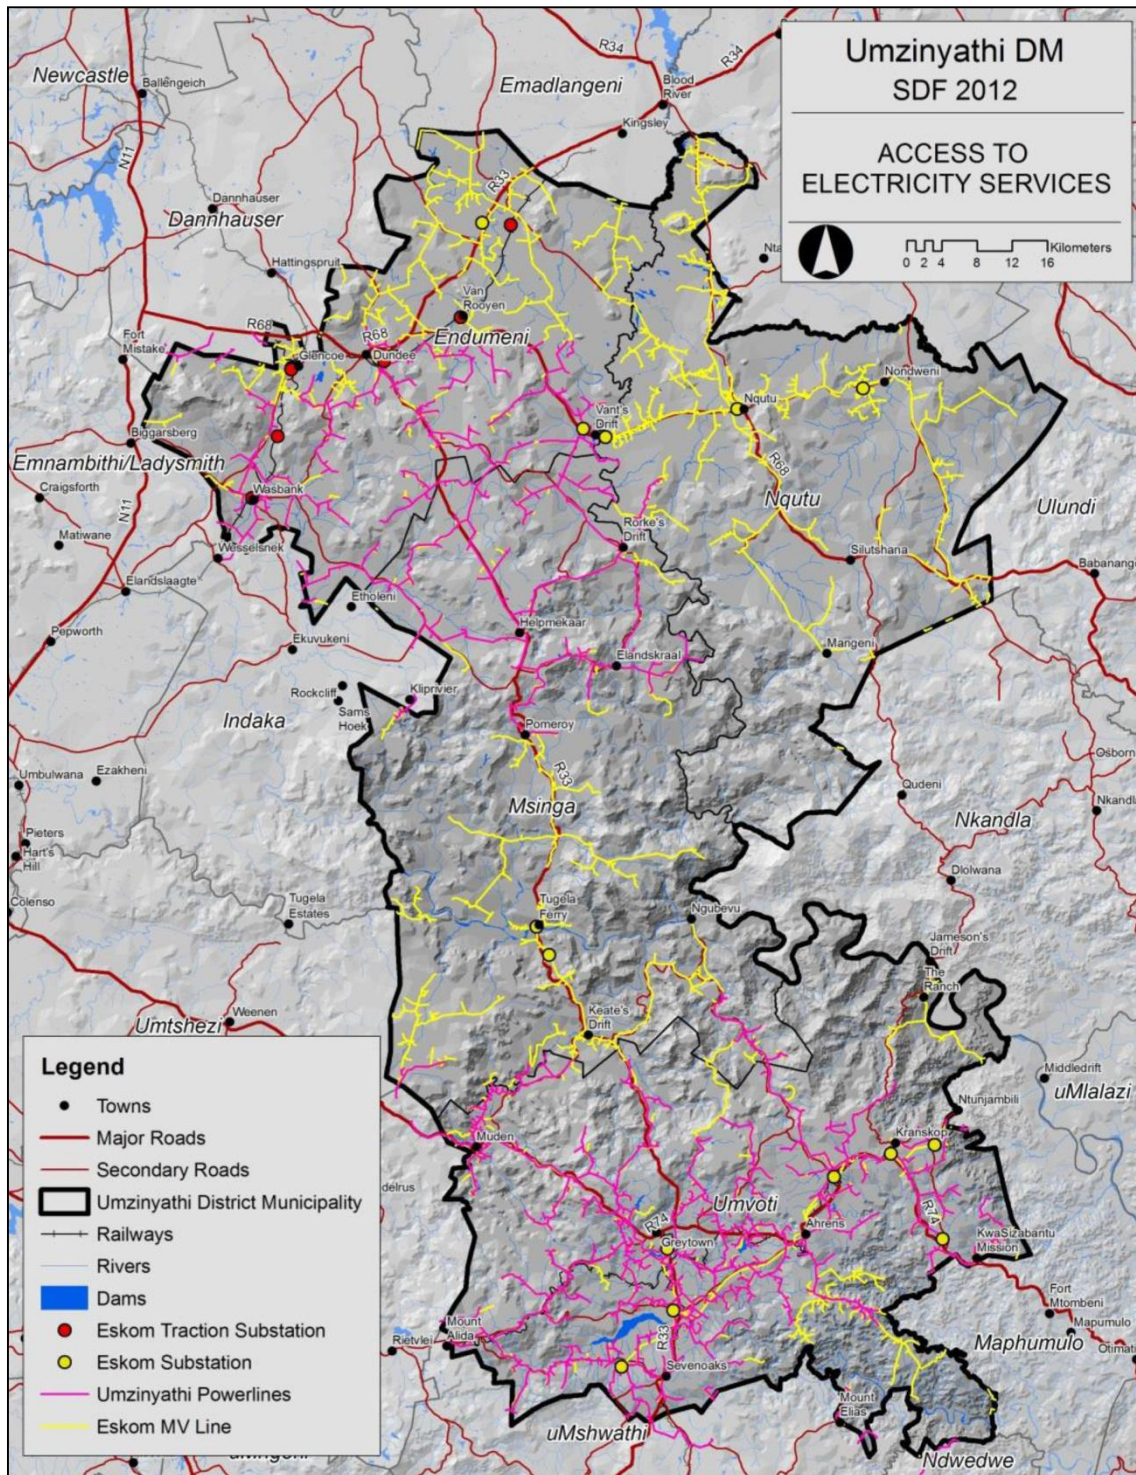 Umzinyathi DM
SDF 2012
ACCESS TO
ELECTRICITY SERVICES
Kilometers
0 2 4 8 12 16
R34
R34
Newcastle
Ballengeich
Emadlangeni
Blood
River
Kingsley
N11
R33
Dannhauser
Dannhauser
Nta
Hattingspruit
Van
Rooyen
R68
R68
Endumeni
Fort
Mistake
Glencoe
Dundee
Nondweni
Nqutu
Vant's
Drift
Biggarsberg
Emnambithi/Ladysmith
R68
Craigsforth
Wasbank
Nqutu
Ulundi
N11
Matiwane
Rorke's
Drift
Wesselsnek
Silutshana
Babanango
Elandslaagte
Etholeni
Pepworth
Helpmekaar
Ekuvukeni
Mangeni
Elandskraal
Rockcliff
Kliprivier
Sams
Hoek
Indaka
Pomeroy
Osborn
R33
Umbulwana
Ezakheni
Qudeni
Msinga
Nkandla
Nkandla
Pieters
Hart's
Hill
Dlolwana
Colenso
Tugela
Estates
Tugela
Ferry
Ngubevu
Jameson's
Drift
The
Ranch
Weenen
Umtshezi
Keate's
Drift
Middledrift
uMlalazi
Ntunjambili
Muden
Kranskop
delrus
Umvoti
R74
R74
Ahrens
Greytown
KwaSizabantu
Mission
Fort
Mtombeni
Mapumulo
Mount
Alida
Rietvlei
R33
Maphumulo
Otimati
Sevenoaks
Mount
Elias
uMshwathi
Ndwedwe
Legend
Towns
Major Roads
Secondary Roads
Umzinyathi District Municipality
Railways
Rivers
Dams
Eskom Traction Substation
Eskom Substation
Umzinyathi Powerlines
Eskom MV Line